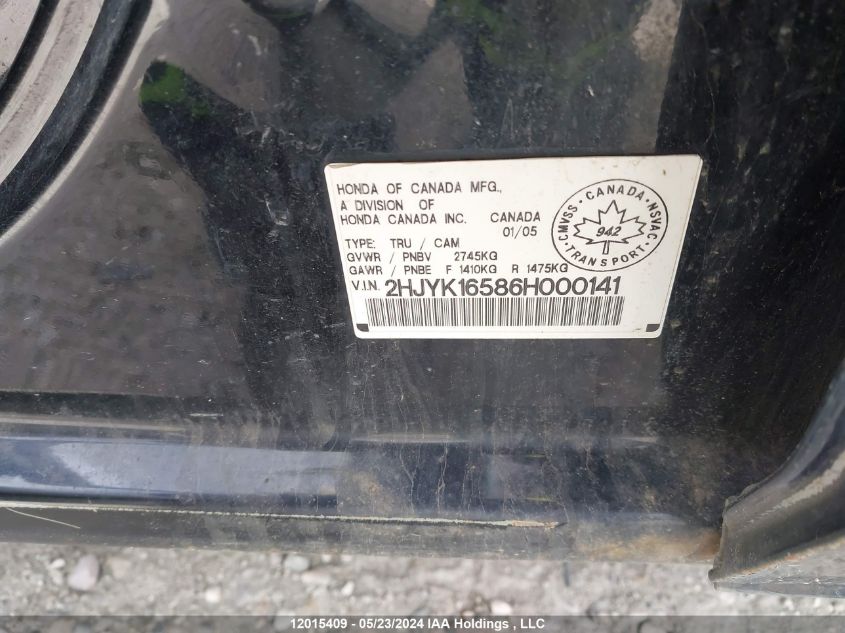 HONDA OF CANADA MFG.,
A DIVISION OF
HONDA CANADA INC. CANADA
01/05
TYPE: TRU / CAM
GVWR / PNBV 2745KG
GAWR / PNBE F 1410KG R 1475KG
V.I.N. 2HJYK16586H000141
CMVSS · CANADA · NSVAC
942
TRANSPORT
12015409 - 05/23/2024 IAA Holdings , LLC